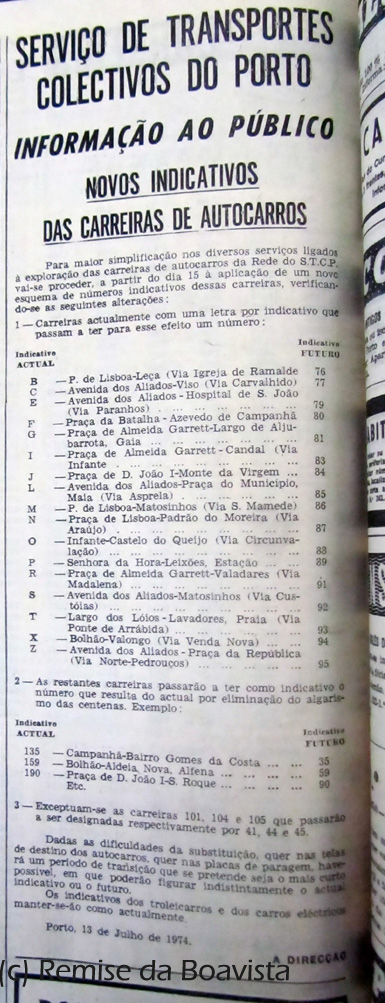 SERVIÇO DE TRANSPORTES
COLECTIVOS DO PORTO
INFORMAÇÃO AO PÚBLICO
NOVOS INDICATIVOS
DAS CARREIRAS DE AUTOCARROS
Para maior simplificação nos diversos serviços ligados
à exploração das carreiras de autocarros da Rede do S.T.C.P.
vai-se proceder, a partir do dia 15 à aplicação de um novo
esquema de números indicativos dessas carreiras, verifican-
do-se as seguintes alterações:
1 — Carreiras actualmente com uma letra por indicativo que
passam a ter para esse efeito um número:
Indicativo ACTUAL Indicativo FUTURO
B — P. de Lisboa-Leça (Via Igreja de Ramalde 76
C — Avenida dos Aliados-Viso (Via Carvalhido) 77
E — Avenida dos Aliados-Hospital de S. João
(Via Paranhos) ... 79
F — Praça da Batalha-Azevedo de Campanhã 80
G — Praça de Almeida Garrett-Largo de Alju-
barrota, Gaia ... 81
I — Praça de Almeida Garrett-Candal (Via
Infante ... 83
J — Praça de D. João I-Monte da Virgem ... 84
L — Avenida dos Aliados-Praça do Município,
Maia (Via Asprela) ... 85
M — P. de Lisboa-Matosinhos (Via S. Mamede) 86
N — Praça de Lisboa-Padrão do Moreira (Via
Araújo) ... 87
O — Infante-Castelo do Queijo (Via Circunva-
lação) ... 88
P — Senhora da Hora-Leixões, Estação ... 89
R — Praça de Almeida Garrett-Valadares (Via
Madalena) ... 91
S — Avenida dos Aliados-Matosinhos (Via Cus-
tóias) ... 92
T — Largo dos Lóios-Lavadores, Praia (Via
Ponte de Arrábida) ... 93
X — Bolhão-Valongo (Via Venda Nova) ... 94
Z — Avenida dos Aliados-Praça da República
(Via Norte-Pedrouços) ... 95
2 — As restantes carreiras passarão a ter como indicativo o
número que resulta do actual por eliminação do algaris-
mo das centenas. Exemplo:
Indicativo ACTUAL Indicativo FUTURO
135 — Campanhã-Bairro Gomes da Costa ... 35
159 — Bolhão-Aldeia, Nova, Alfena ... 59
190 — Praça de D. João I-S. Roque ... 90
Etc.
3 — Exceptuam-se as carreiras 101, 104 e 105 que passarão
a ser designadas respectivamente por 41, 44 e 45.
Dadas as dificuldades da substituição, quer nas telas
de destino dos autocarros, quer nas placas de paragem, have-
rá um período de transição que se pretende seja o mais curto
possível, em que poderão figurar indistintamente o actual
indicativo ou o futuro.
Os indicativos dos troleicarros e dos carros eléctricos
manter-se-ão como actualmente.
Porto, 13 de Julho de 1974.
A DIRECÇÃO
(c) Remise da Boavista